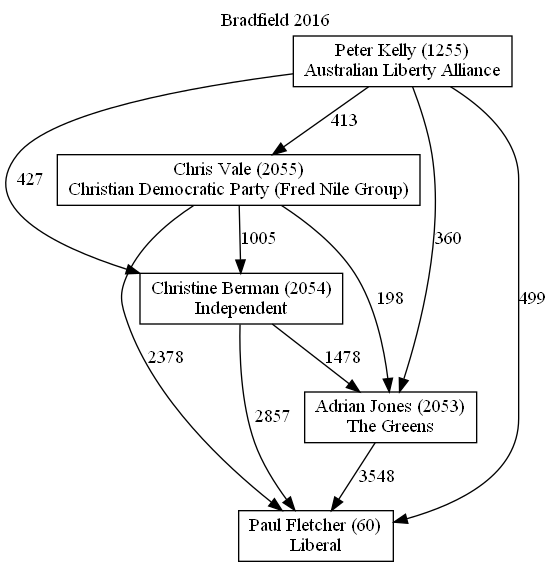 Bradfield 2016
Peter Kelly (1255)
Australian Liberty Alliance
413
Chris Vale (2055)
Christian Democratic Party (Fred Nile Group)
427
1005
360
Christine Berman (2054)
Independent
198
499
2378
1478
Adrian Jones (2053)
The Greens
2857
3548
Paul Fletcher (60)
Liberal